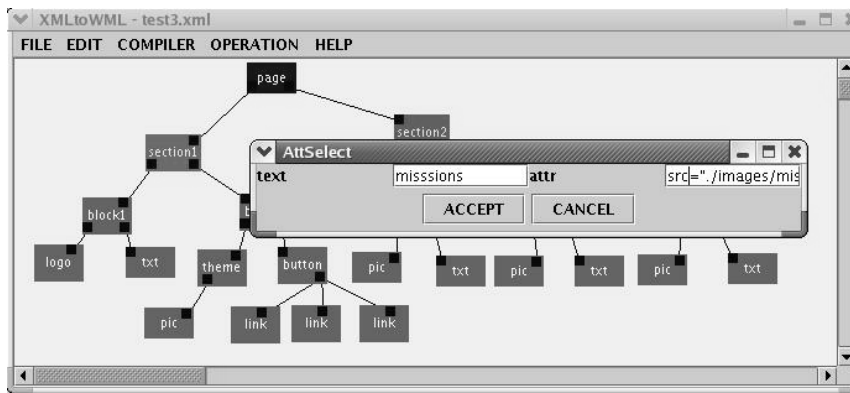 XMLtoWML - test3.xml
FILE EDIT COMPILER OPERATION HELP
page
section1
section2
AttSelect
text misssions attr src="./images/mis
ACCEPT CANCEL
block1
logo txt theme button pic txt pic txt pic txt
pic link link link